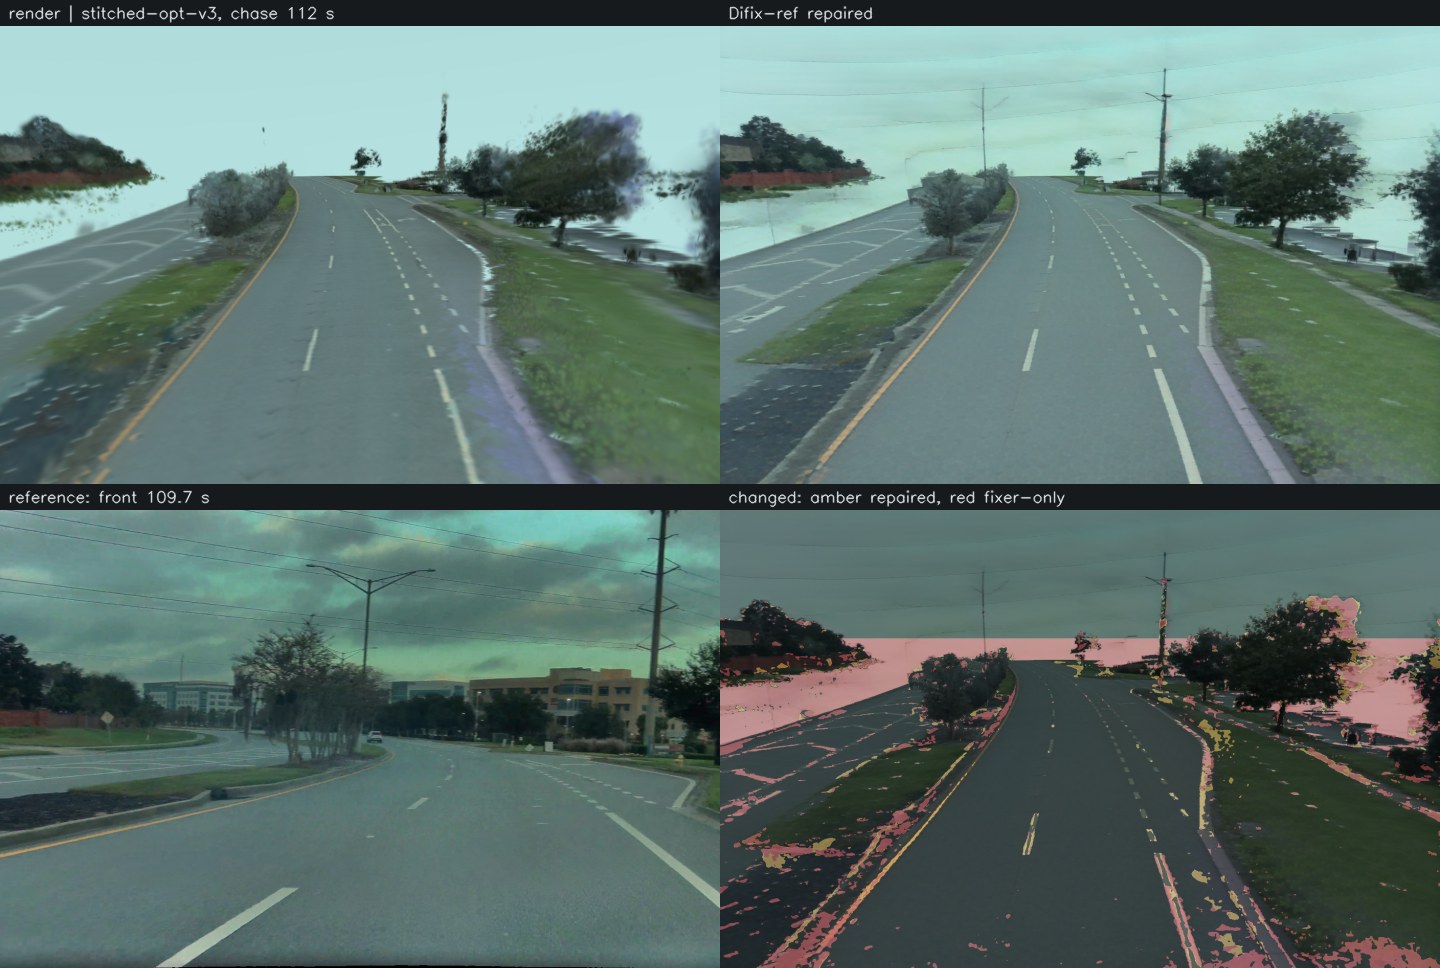 render | stitched-opt-v3, chase 112 s
Difix-ref repaired
reference: front 109.7 s
changed: amber repaired, red fixer-only